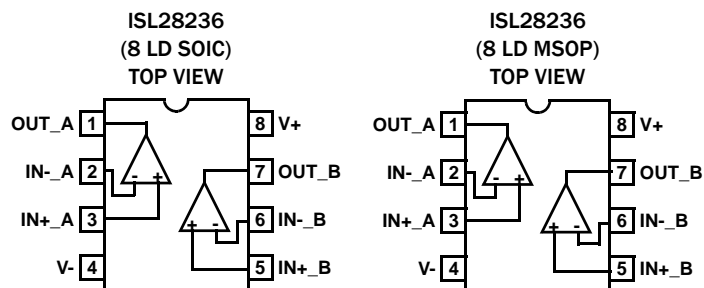 ISL28236
(8 LD SOIC)
TOP VIEW
OUT_A 1
8 V+
IN-_A 2
7 OUT_B
- +
IN+_A 3
6 IN-_B
+ -
V- 4
5 IN+_B
ISL28236
(8 LD MSOP)
TOP VIEW
OUT_A 1
8 V+
IN-_A 2
7 OUT_B
- +
IN+_A 3
6 IN-_B
+ -
V- 4
5 IN+_B